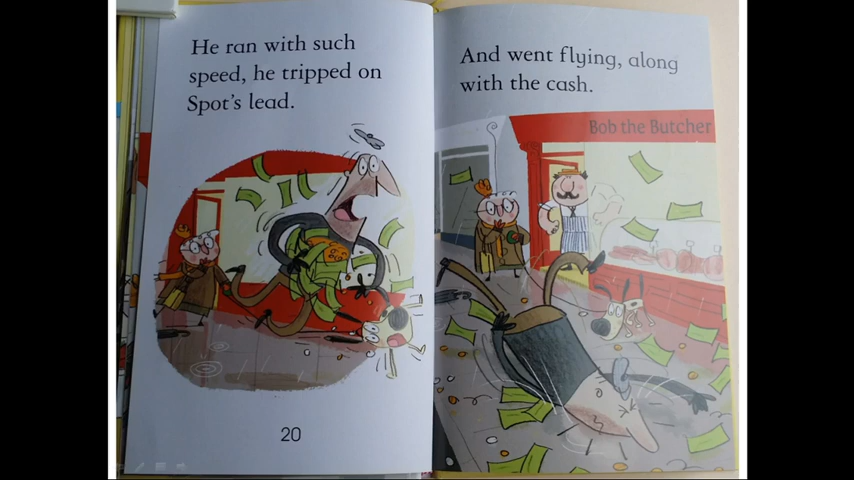 He ran with such
speed, he tripped on
Spot's lead.
20
And went flying, along
with the cash.
Bob the Butcher